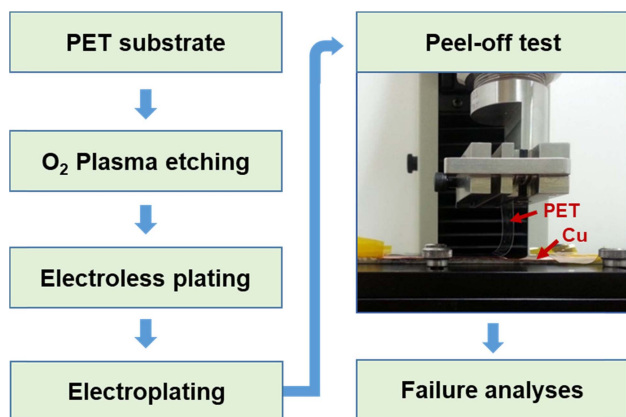 PET substrate
O₂ Plasma etching
Electroless plating
Electroplating
Peel-off test
PET
Cu
Failure analyses